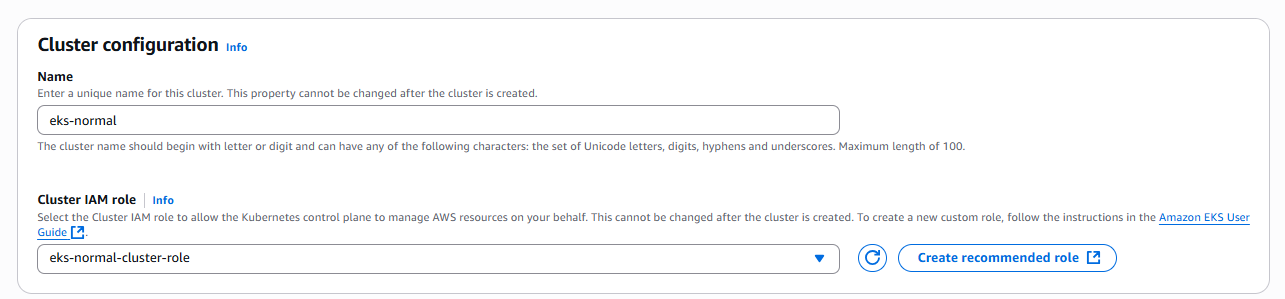 Cluster configuration Info
Name
Enter a unique name for this cluster. This property cannot be changed after the cluster is created.
eks-normal
The cluster name should begin with letter or digit and can have any of the following characters: the set of Unicode letters, digits, hyphens and underscores. Maximum length of 100.
Cluster IAM role Info
Select the Cluster IAM role to allow the Kubernetes control plane to manage AWS resources on your behalf. This cannot be changed after the cluster is created. To create a new custom role, follow the instructions in the Amazon EKS User
Guide.
eks-normal-cluster-role Create recommended role